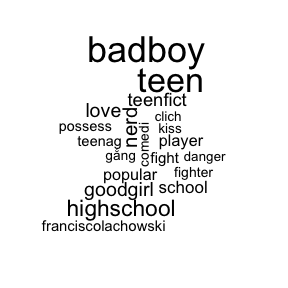 badboy
teen
teenfict
love
clich
nerd
possess
kiss
teenag
comedi
player
gang
fight
danger
popular
fighter
goodgirl
school
highschool
franciscolachowski